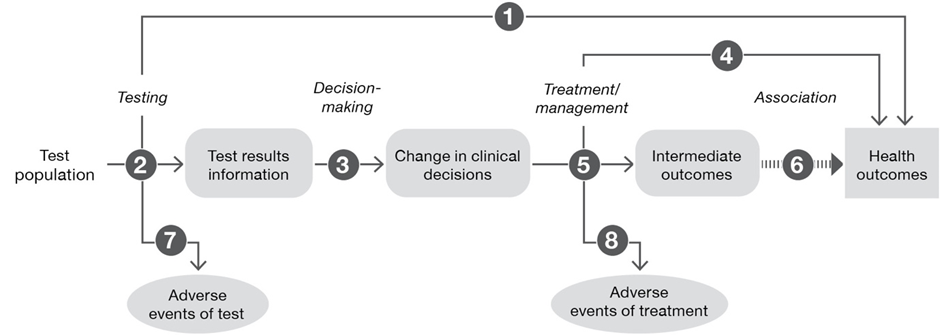 1
4
Testing
Decision-
making
Treatment/
management
Association
Test
population
2
Test results
information
3
Change in clinical
decisions
5
Intermediate
outcomes
6
Health
outcomes
7
8
Adverse
events of test
Adverse
events of treatment